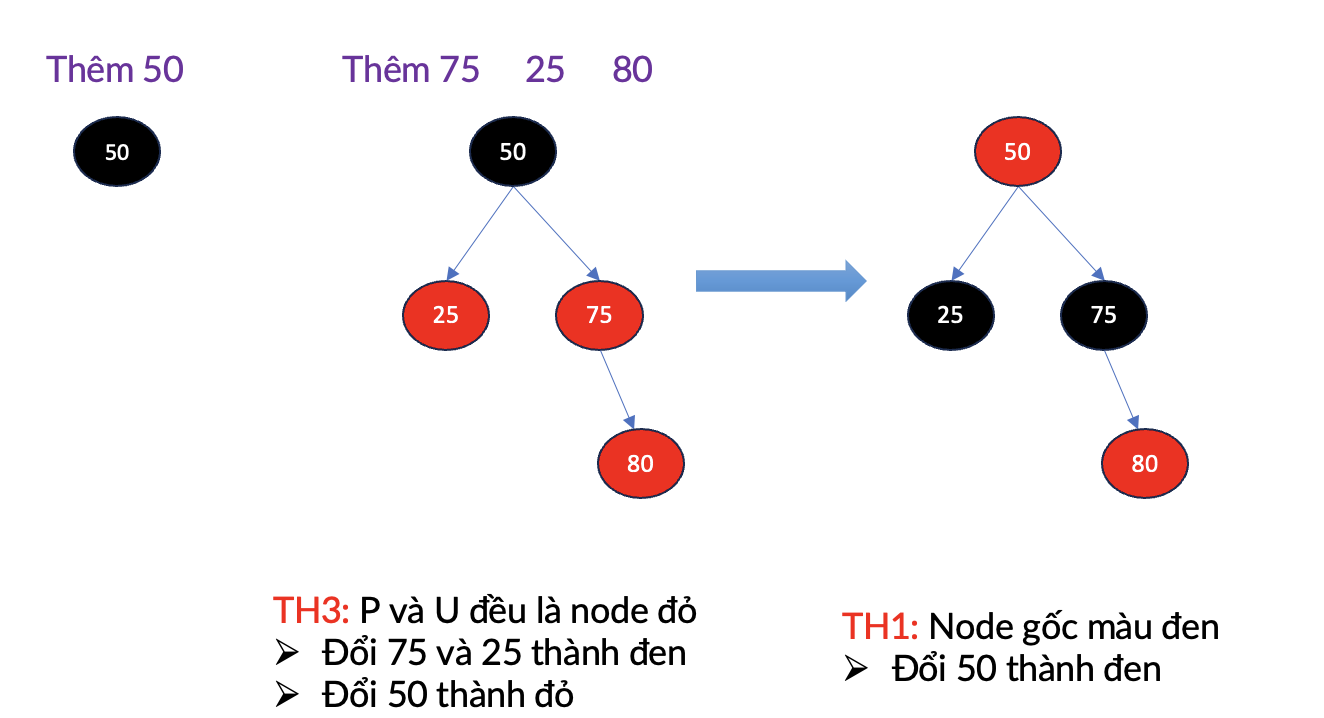 Thêm 50
Thêm 75 25 80
50
50
25
75
80
50
25
75
80
TH3: P và U đều là node đỏ
➢ Đổi 75 và 25 thành đen
➢ Đổi 50 thành đỏ
TH1: Node gốc màu đen
➢ Đổi 50 thành đen